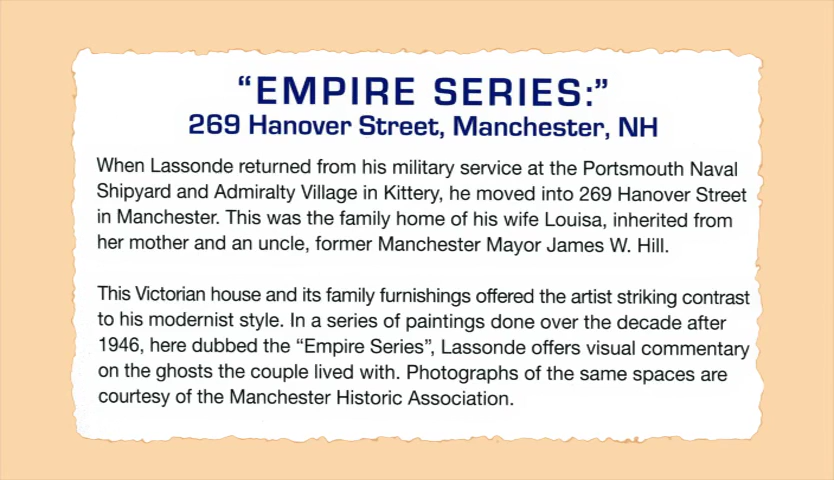 “EMPIRE SERIES:”
269 Hanover Street, Manchester, NH
When Lassonde returned from his military service at the Portsmouth Naval
Shipyard and Admiralty Village in Kittery, he moved into 269 Hanover Street
in Manchester. This was the family home of his wife Louisa, inherited from
her mother and an uncle, former Manchester Mayor James W. Hill.
This Victorian house and its family furnishings offered the artist striking contrast
to his modernist style. In a series of paintings done over the decade after
1946, here dubbed the “Empire Series”, Lassonde offers visual commentary
on the ghosts the couple lived with. Photographs of the same spaces are
courtesy of the Manchester Historic Association.